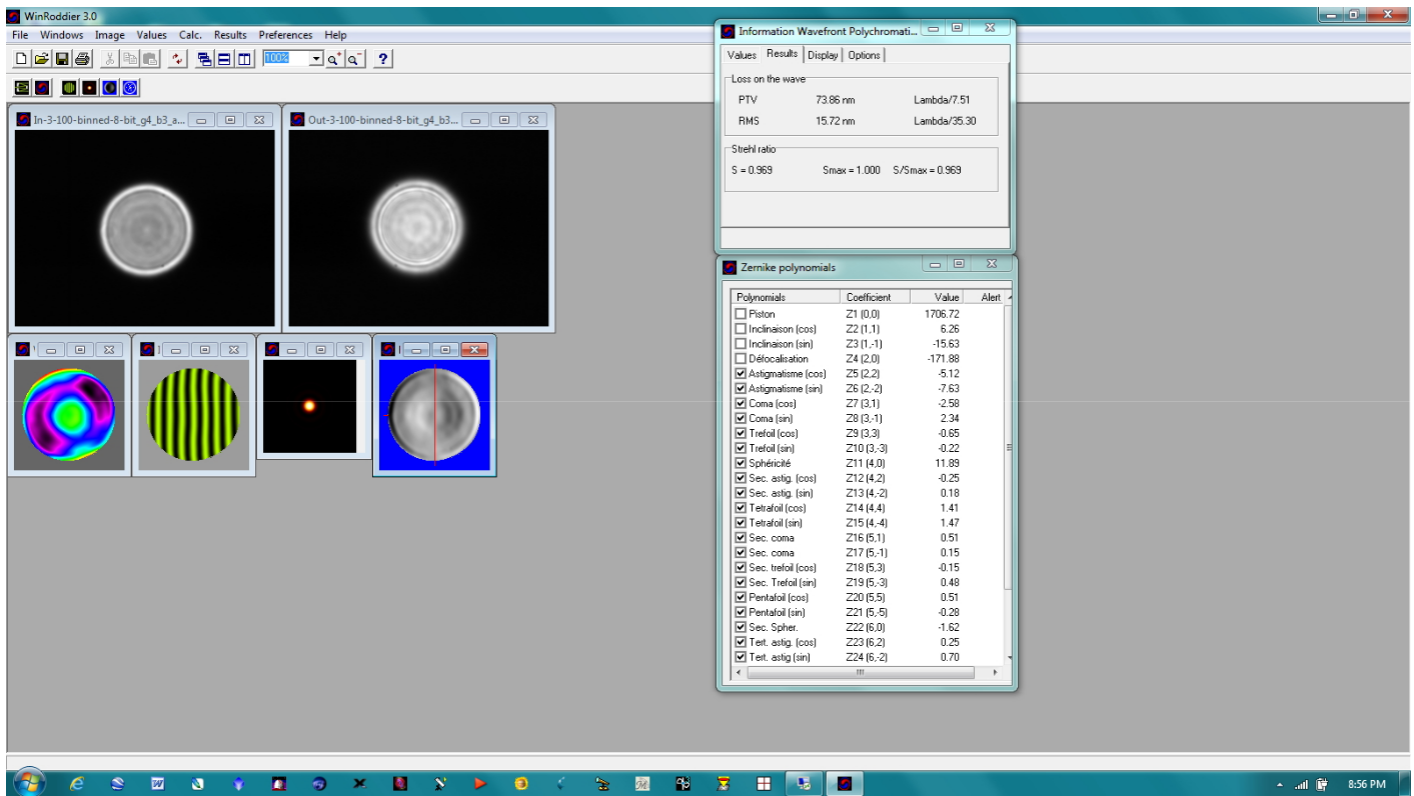 WinRoddier 3.0
File Windows Image Values Calc. Results Preferences Help
100%
In-3-100-binned-8-bit_g4_b3_a...
Out-3-100-binned-8-bit_g4_b3...
Information Wavefront Polychromati...
Values Results Display Options
Loss on the wave
PTV 73.86 nm Lambda/7.51
RMS 15.72 nm Lambda/35.30
Strehl ratio
S = 0.969 Smax = 1.000 S/Smax = 0.969
Zernike polynomials
Polynomials Coefficient Value Alert
Piston Z1 (0,0) 1706.72
Inclinaison (cos) Z2 (1,1) 6.26
Inclinaison (sin) Z3 (1,-1) -15.63
Défocalisation Z4 (2,0) -171.88
Astigmatisme (cos) Z5 (2,2) -5.12
Astigmatisme (sin) Z6 (2,-2) -7.63
Coma (cos) Z7 (3,1) -2.58
Coma (sin) Z8 (3,-1) 2.34
Trefoil (cos) Z9 (3,3) -0.65
Trefoil (sin) Z10 (3,-3) -0.22
Sphéricité Z11 (4,0) 11.89
Sec. astig. (cos) Z12 (4,2) -0.25
Sec. astig. (sin) Z13 (4,-2) 0.18
Tetrafoil (cos) Z14 (4,4) 1.41
Tetrafoil (sin) Z15 (4,-4) 1.47
Sec. coma Z16 (5,1) 0.51
Sec. coma Z17 (5,-1) 0.15
Sec. trefoil (cos) Z18 (5,3) -0.15
Sec. Trefoil (sin) Z19 (5,-3) 0.48
Pentafoil (cos) Z20 (5,5) 0.51
Pentafoil (sin) Z21 (5,-5) -0.28
Sec. Spher. Z22 (6,0) -1.62
Tert. astig. (cos) Z23 (6,2) 0.25
Tert. astig (sin) Z24 (6,-2) 0.70
8:56 PM